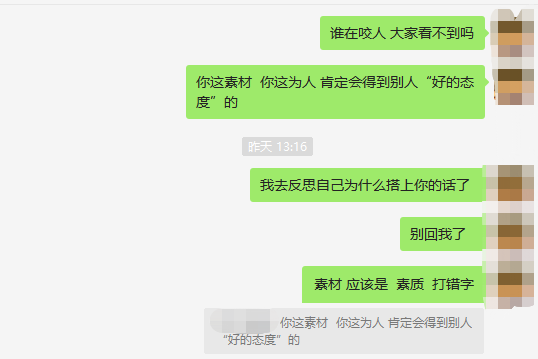 谁在咬人 大家看不到吗
你这素材  你这为人 肯定会得到别人“好的态
度”的
昨天 13:16
我去反思自己为什么搭上你的话了
别回我了
素材 应该是  素质  打错字
你这素材  你这为人 肯定会得到别人
“好的态度”的